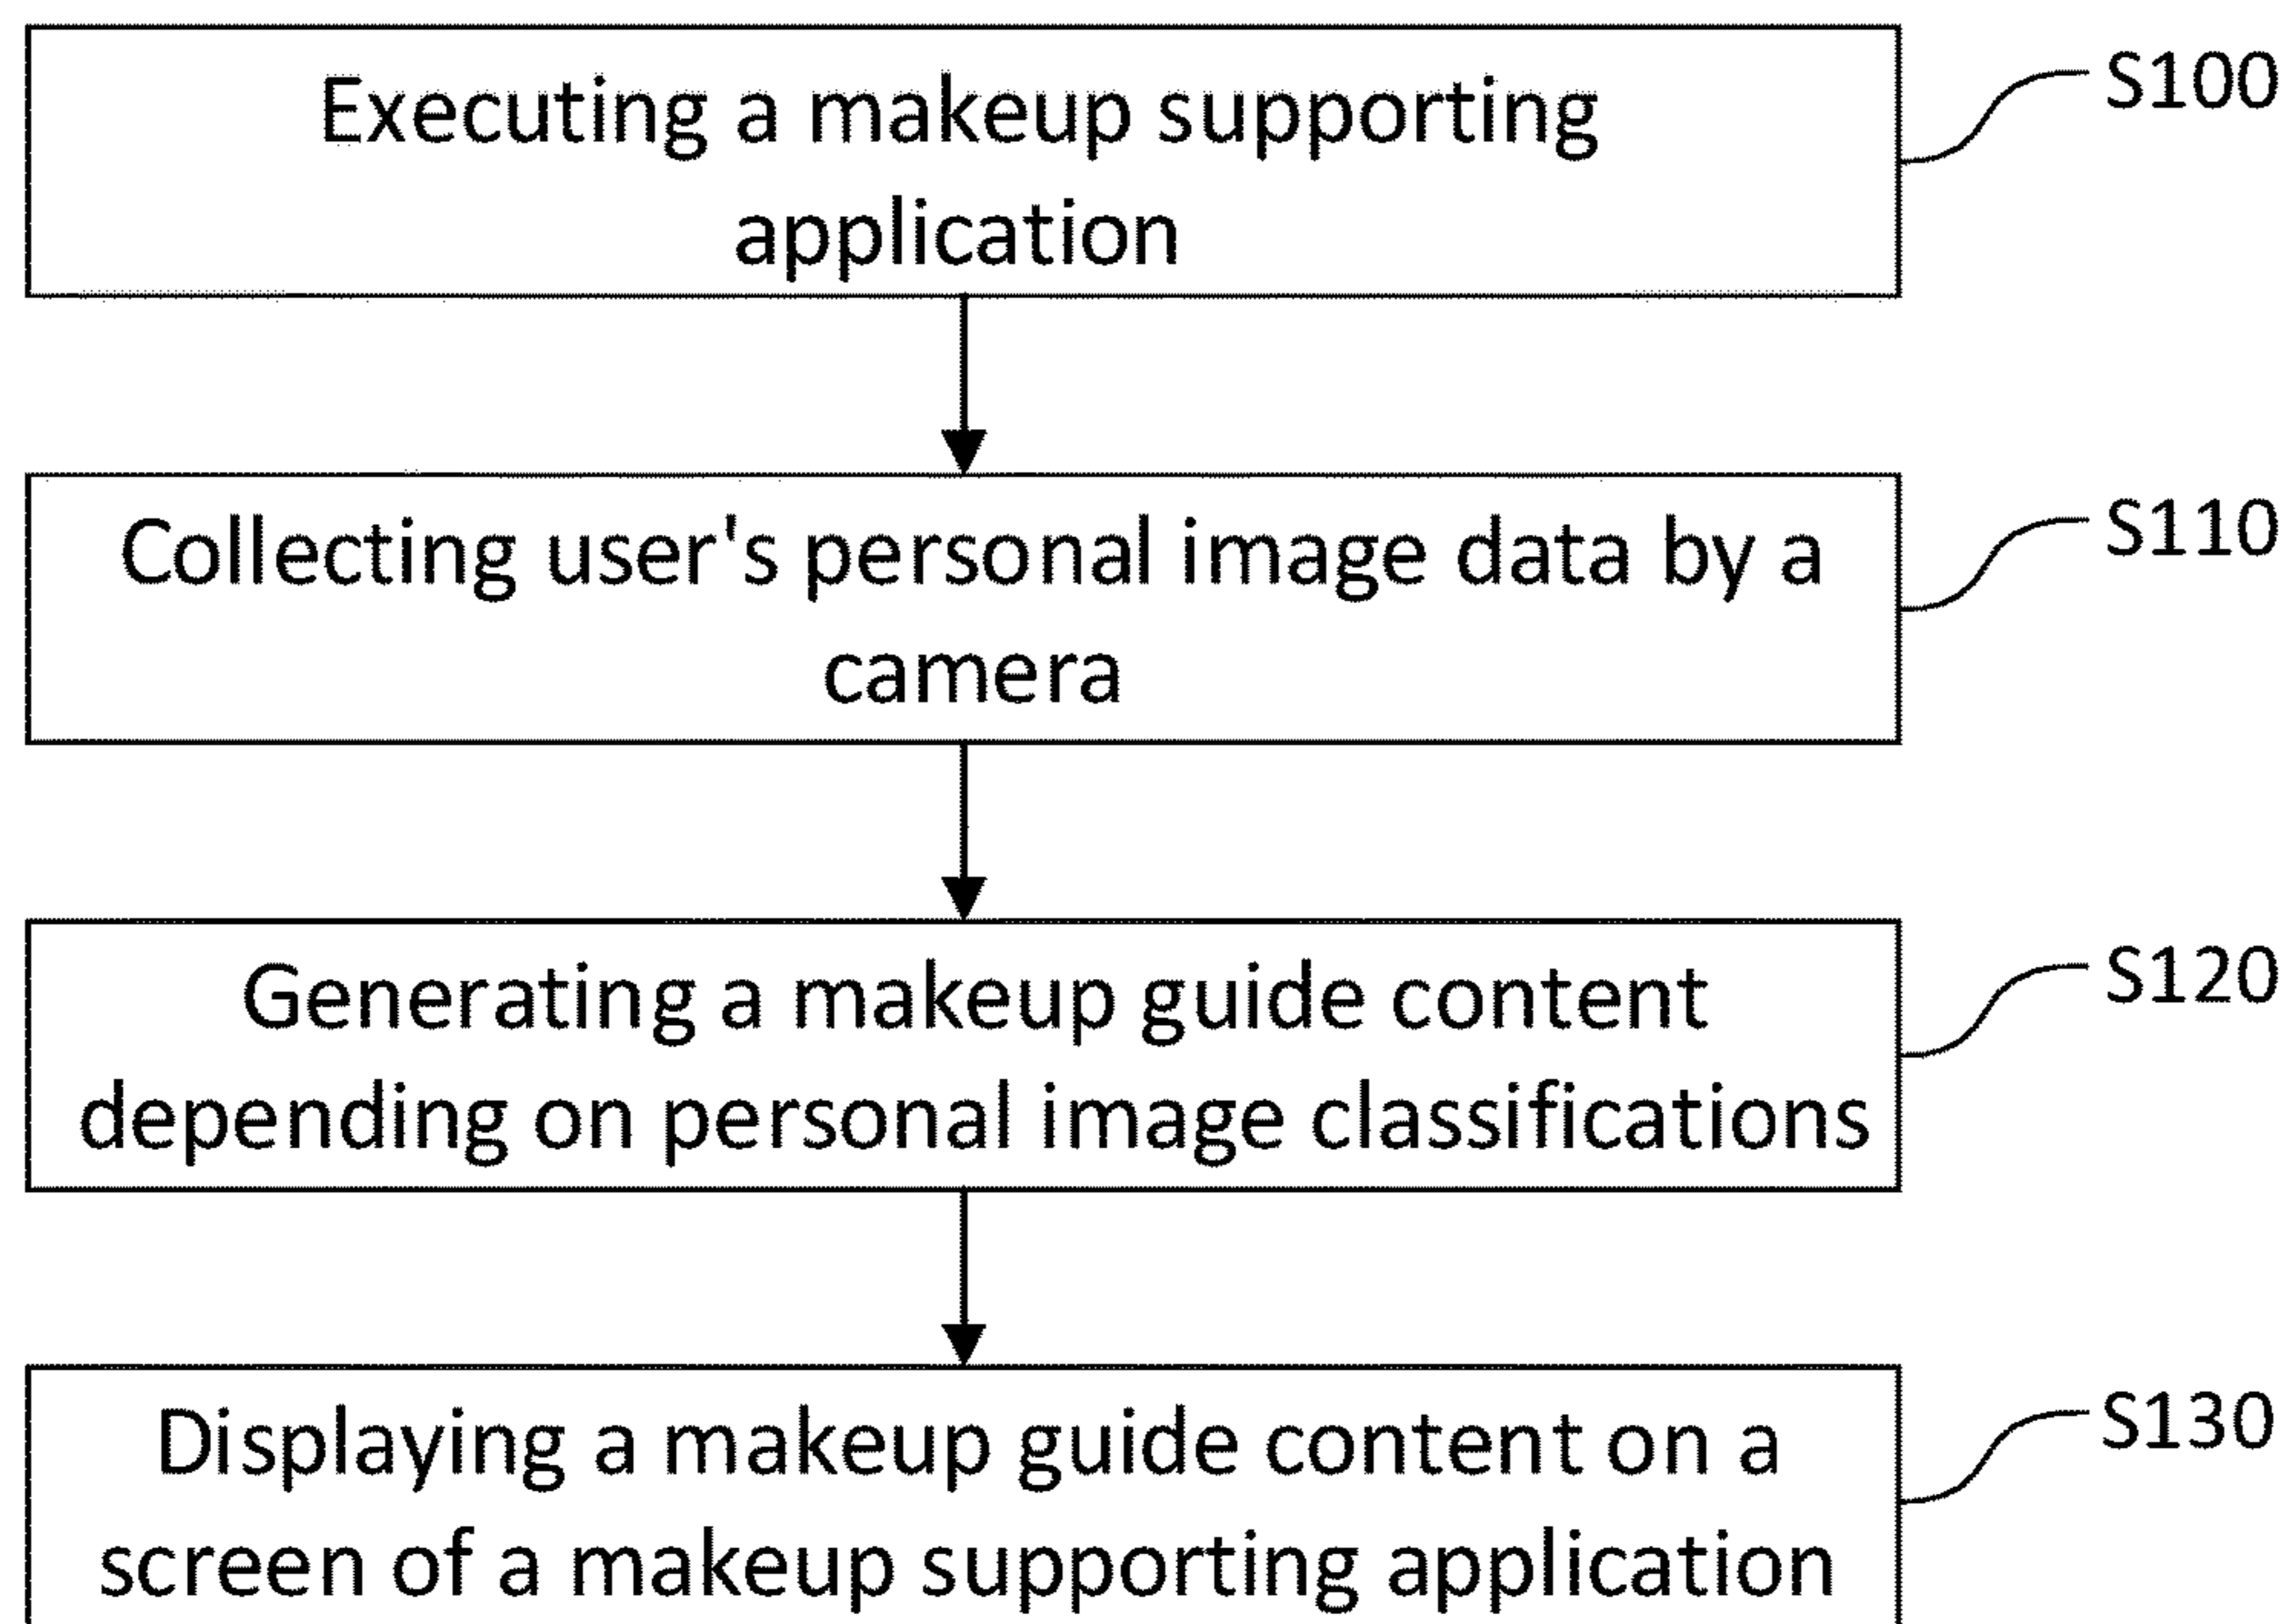 Executing a makeup supporting
application
S100
Collecting user's personal image data by a
camera
S110
Generating a makeup guide content
depending on personal image classifications
S120
Displaying a makeup guide content on a
screen of a makeup supporting application
S130